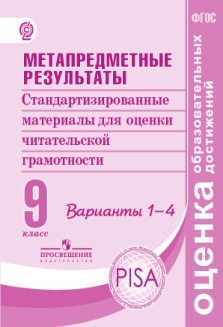 ФГОС
МЕТАПРЕДМЕТНЫЕ
РЕЗУЛЬТАТЫ
Стандартизированные
материалы для оценки
читательской
грамотности
9
класс
Варианты 1–4
ПРОСВЕЩЕНИЕ
ИЗДАТЕЛЬСТВО
PISA
оценка
образовательных
достижений